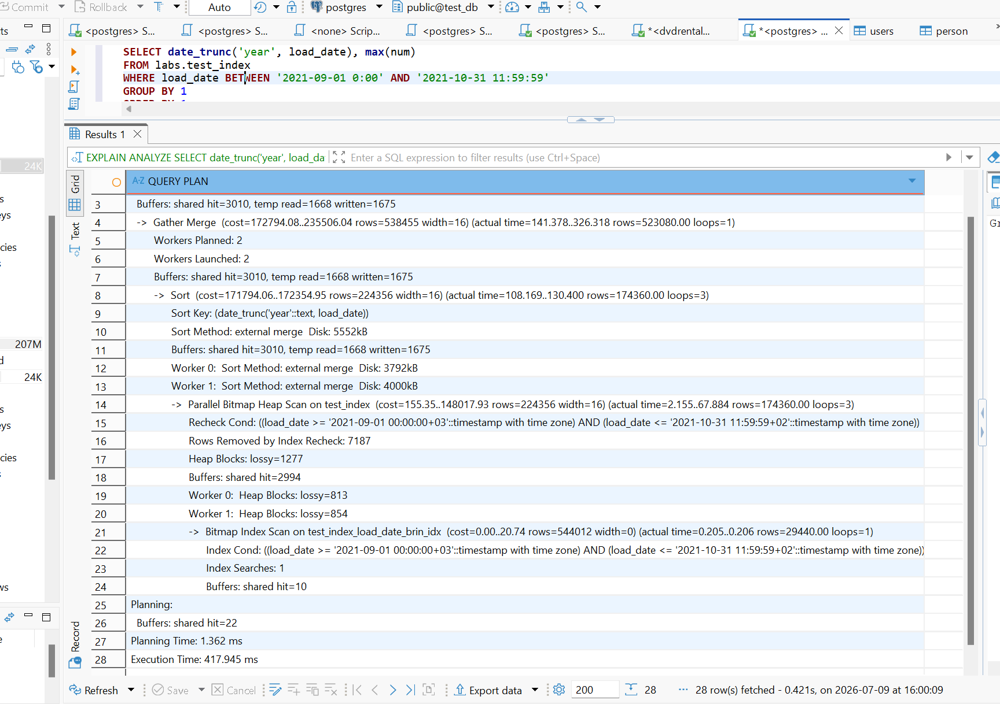 Commit Rollback Auto postgres public@test_db
ts <postgres> S... <postgres> S... <none> Scrip... <postgres> S... <postgres> S... *<dvdrental... *<postgres> ... users person
SELECT date_trunc('year', load_date), max(num)
FROM labs.test_index
WHERE load_date BETWEEN '2021-09-01 0:00' AND '2021-10-31 11:59:59'
GROUP BY 1
Results 1
EXPLAIN ANALYZE SELECT date_trunc('year', load_da Enter a SQL expression to filter results (use Ctrl+Space)
24K
Grid
Text
Record
A-Z QUERY PLAN
3 Buffers: shared hit=3010, temp read=1668 written=1675
4 -> Gather Merge (cost=172794.08..235506.04 rows=538455 width=16) (actual time=141.378..326.318 rows=523080.00 loops=1)
5 Workers Planned: 2
6 Workers Launched: 2
7 Buffers: shared hit=3010, temp read=1668 written=1675
8 -> Sort (cost=171794.06..172354.95 rows=224356 width=16) (actual time=108.169..130.400 rows=174360.00 loops=3)
9 Sort Key: (date_trunc('year'::text, load_date))
10 Sort Method: external merge Disk: 5552kB
11 Buffers: shared hit=3010, temp read=1668 written=1675
12 Worker 0: Sort Method: external merge Disk: 3792kB
13 Worker 1: Sort Method: external merge Disk: 4000kB
14 -> Parallel Bitmap Heap Scan on test_index (cost=155.35..148017.93 rows=224356 width=16) (actual time=2.155..67.884 rows=174360.00 loops=3)
15 Recheck Cond: ((load_date >= '2021-09-01 00:00:00+03'::timestamp with time zone) AND (load_date <= '2021-10-31 11:59:59+02'::timestamp with time zone))
16 Rows Removed by Index Recheck: 7187
17 Heap Blocks: lossy=1277
18 Buffers: shared hit=2994
19 Worker 0: Heap Blocks: lossy=813
20 Worker 1: Heap Blocks: lossy=854
21 -> Bitmap Index Scan on test_index_load_date_brin_idx (cost=0.00..20.74 rows=544012 width=0) (actual time=0.205..0.206 rows=29440.00 loops=1)
22 Index Cond: ((load_date >= '2021-09-01 00:00:00+03'::timestamp with time zone) AND (load_date <= '2021-10-31 11:59:59+02'::timestamp with time zone))
23 Index Searches: 1
24 Buffers: shared hit=10
25 Planning:
26 Buffers: shared hit=22
27 Planning Time: 1.362 ms
28 Execution Time: 417.945 ms
s
eys
cies
207M
d
24K
s
eys
cies
ws
e
Gr
Refresh Save Cancel Export data 200 28 ... 28 row(s) fetched - 0.421s, on 2026-07-09 at 16:00:09